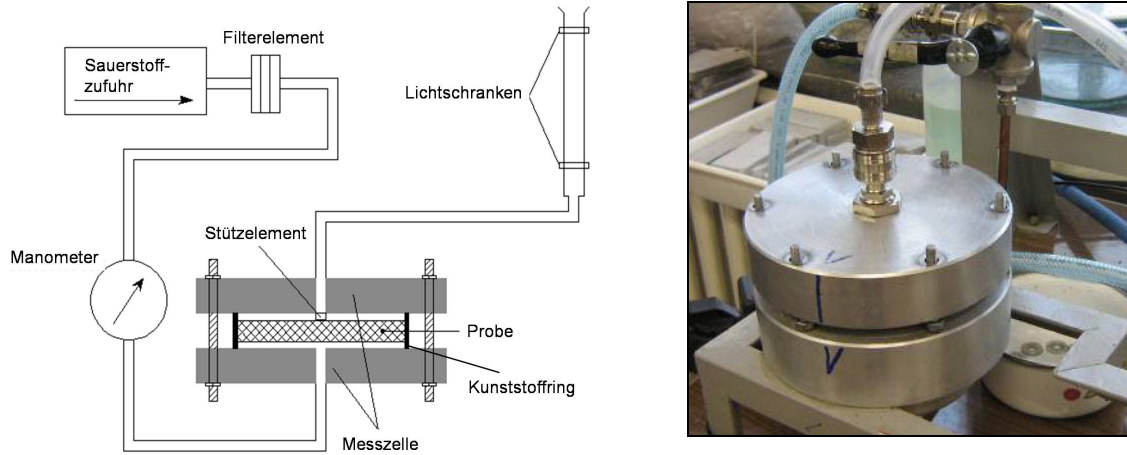 Filterelement
Sauerstoff-
zufuhr
Lichtschranken
Stützelement
Manometer
Probe
Kunststoffring
Messzelle